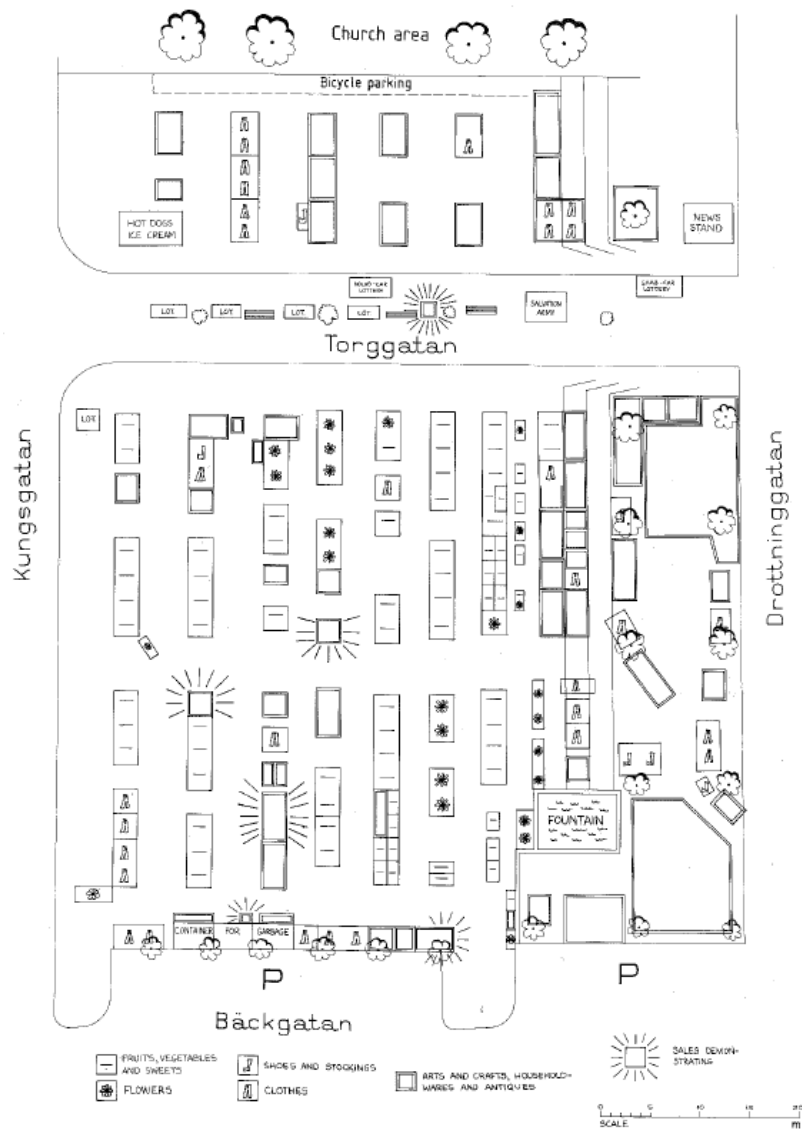 Church area
Bicycle parking
HOT DOGS
ICE CREAM
NEWS
STAND
LOTTERY
LOTTERY
LOT.
LOT.
LOT.
LOT.
SALVATION
ARMY
Torggatan
LOT.
Kungsgatan
Drottninggatan
FOUNTAIN
CONTAINER FOR GARBAGE
P
P
Bäckgatan
FRUITS, VEGETABLES
AND SWEETS
FLOWERS
SHOES AND STOCKINGS
CLOTHES
ARTS AND CRAFTS, HOUSEHOLD-
WARES AND ANTIQUES
SALES DEMON-
STRATING
0 5 10 15 20
SCALE m